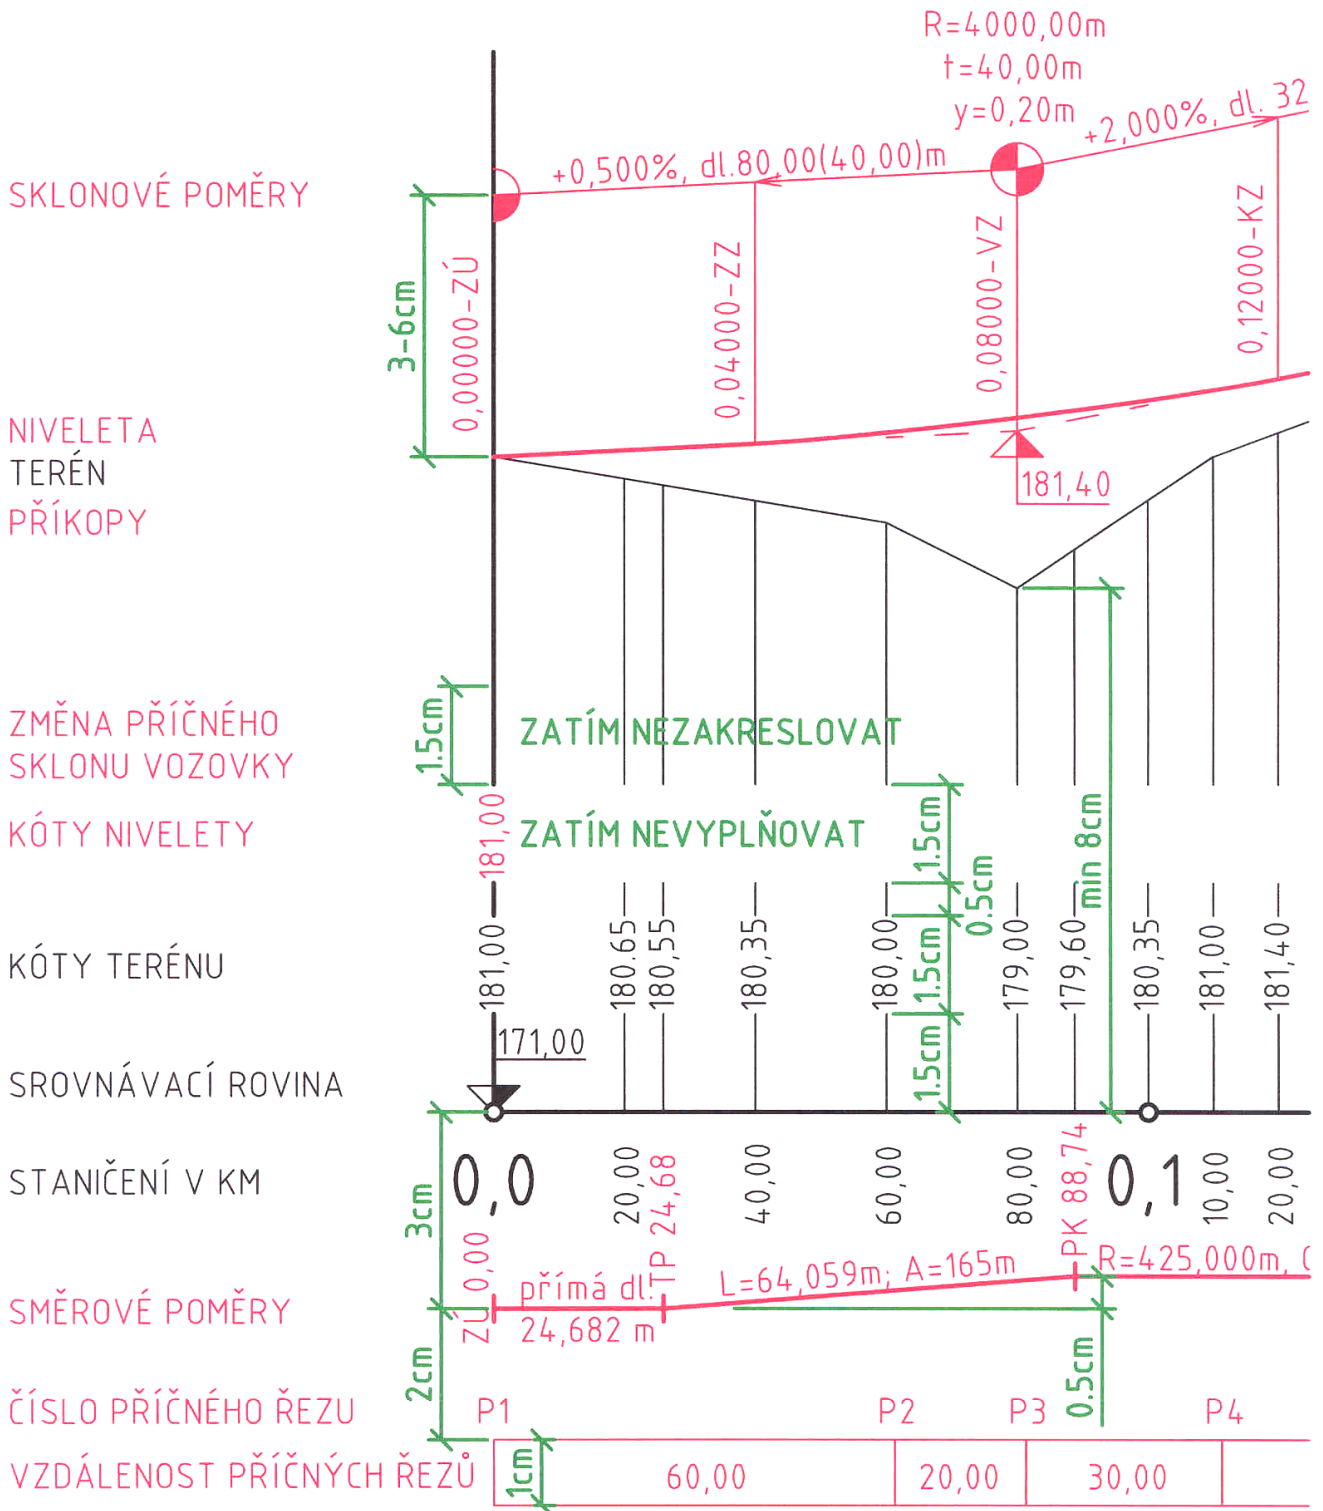 R=4000,00m
t=40,00m
y=0,20m
+0,500%, dl.80,00(40,00)m
+2,000%, dl. 32
SKLONOVÉ POMĚRY
3-6cm
0,00000-ZÚ
0,04000-ZZ
0,08000-VZ
0,12000-KZ
NIVELETA
TERÉN
PŘÍKOPY
181,40
ZMĚNA PŘÍČNÉHO
SKLONU VOZOVKY
1.5cm
ZATÍM NEZAKRESLOVAT
KÓTY NIVELETY
181,00
ZATÍM NEVYPLŇOVAT
1.5cm
0.5cm
min 8cm
KÓTY TERÉNU
181,00
180.65
180,55
180,35
180,00
1.5cm
179,00
179,60
180,35
181,00
181,40
171,00
1.5cm
SROVNÁVACÍ ROVINA
STANIČENÍ V KM
3cm
0,0
20,00
TP 24,68
40,00
60,00
80,00
PK 88,74
0,1
10,00
20,00
SMĚROVÉ POMĚRY
ZÚ 0,00
přímá dl.
24,682 m
L=64,059m; A=165m
R=425,000m,
2cm
0.5cm
ČÍSLO PŘÍČNÉHO ŘEZU
P1
P2
P3
P4
VZDÁLENOST PŘÍČNÝCH ŘEZŮ
1cm
60,00
20,00
30,00